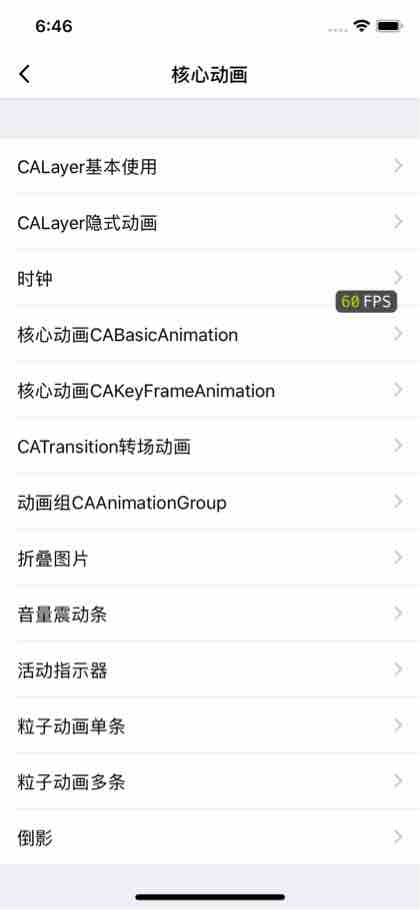 6:46
核心动画
CALayer基本使用
CALayer隐式动画
时钟
60 FPS
核心动画CABasicAnimation
核心动画CAKeyFrameAnimation
CATransition转场动画
动画组CAAnimationGroup
折叠图片
音量震动条
活动指示器
粒子动画单条
粒子动画多条
倒影